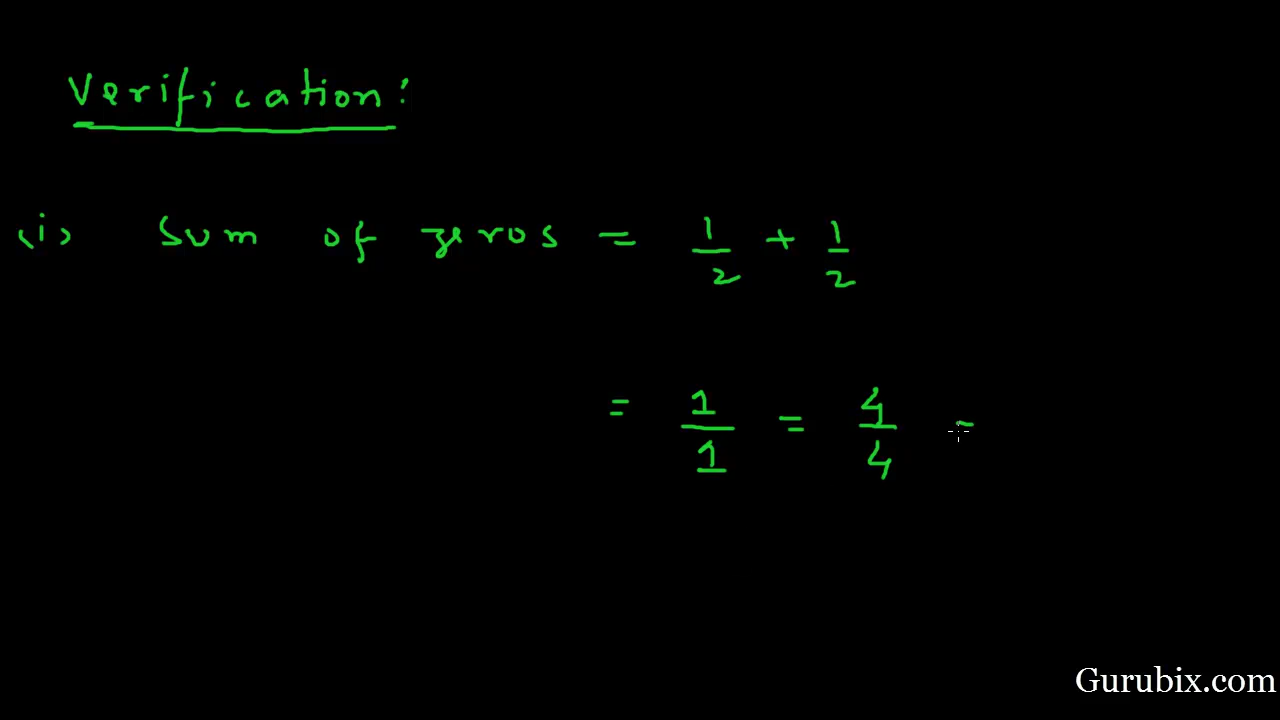 Verification:
(i) Sum of zeros = 1/2 + 1/2
= 1/1 = 4/4 =
Gurubix.com